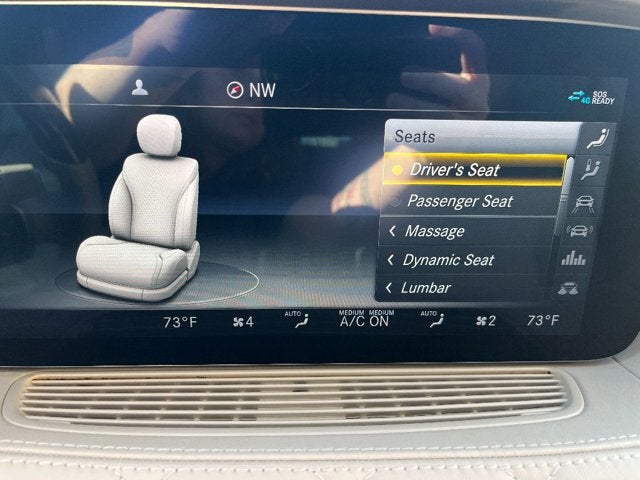 NW
SOS
4G READY
Seats
Driver's Seat
Passenger Seat
Massage
Dynamic Seat
Lumbar
73°F 4 AUTO MEDIUM MEDIUM AUTO 2 73°F
A/C ON